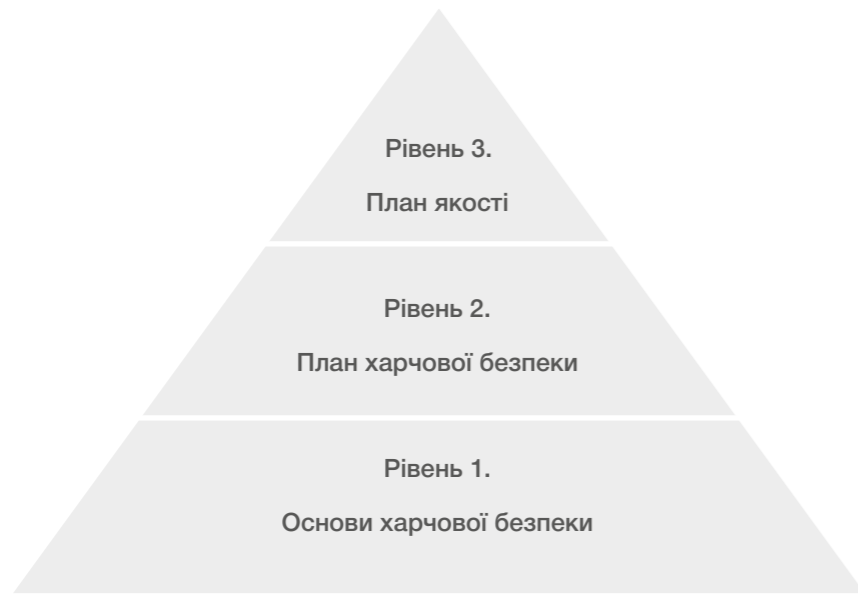 Рівень 3.
План якості
Рівень 2.
План харчової безпеки
Рівень 1.
Основи харчової безпеки